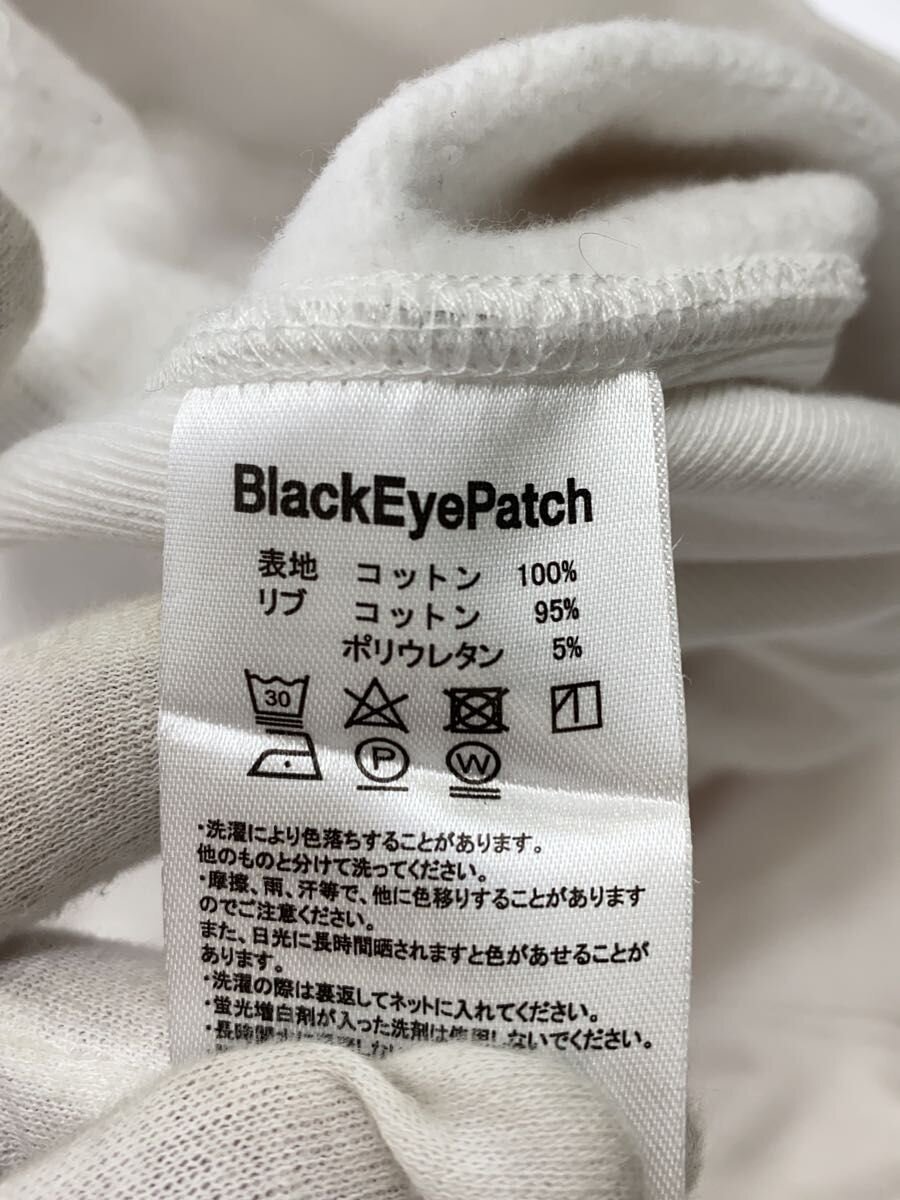 BlackEyePatch
表地 コットン 100%
リブ コットン 95%
ポリウレタン 5%
30
P W
・洗濯により色落ちすることがあります。
他のものと分けて洗ってください。
・摩擦、雨、汗等で、他に色移りすることがあります
のでご注意ください。
また、日光に長時間晒されますと色があせることが
あります。
・洗濯の際は裏返してネットに入れてください。
・蛍光増白剤が入った洗剤は使用しないでください。
・長時間水に